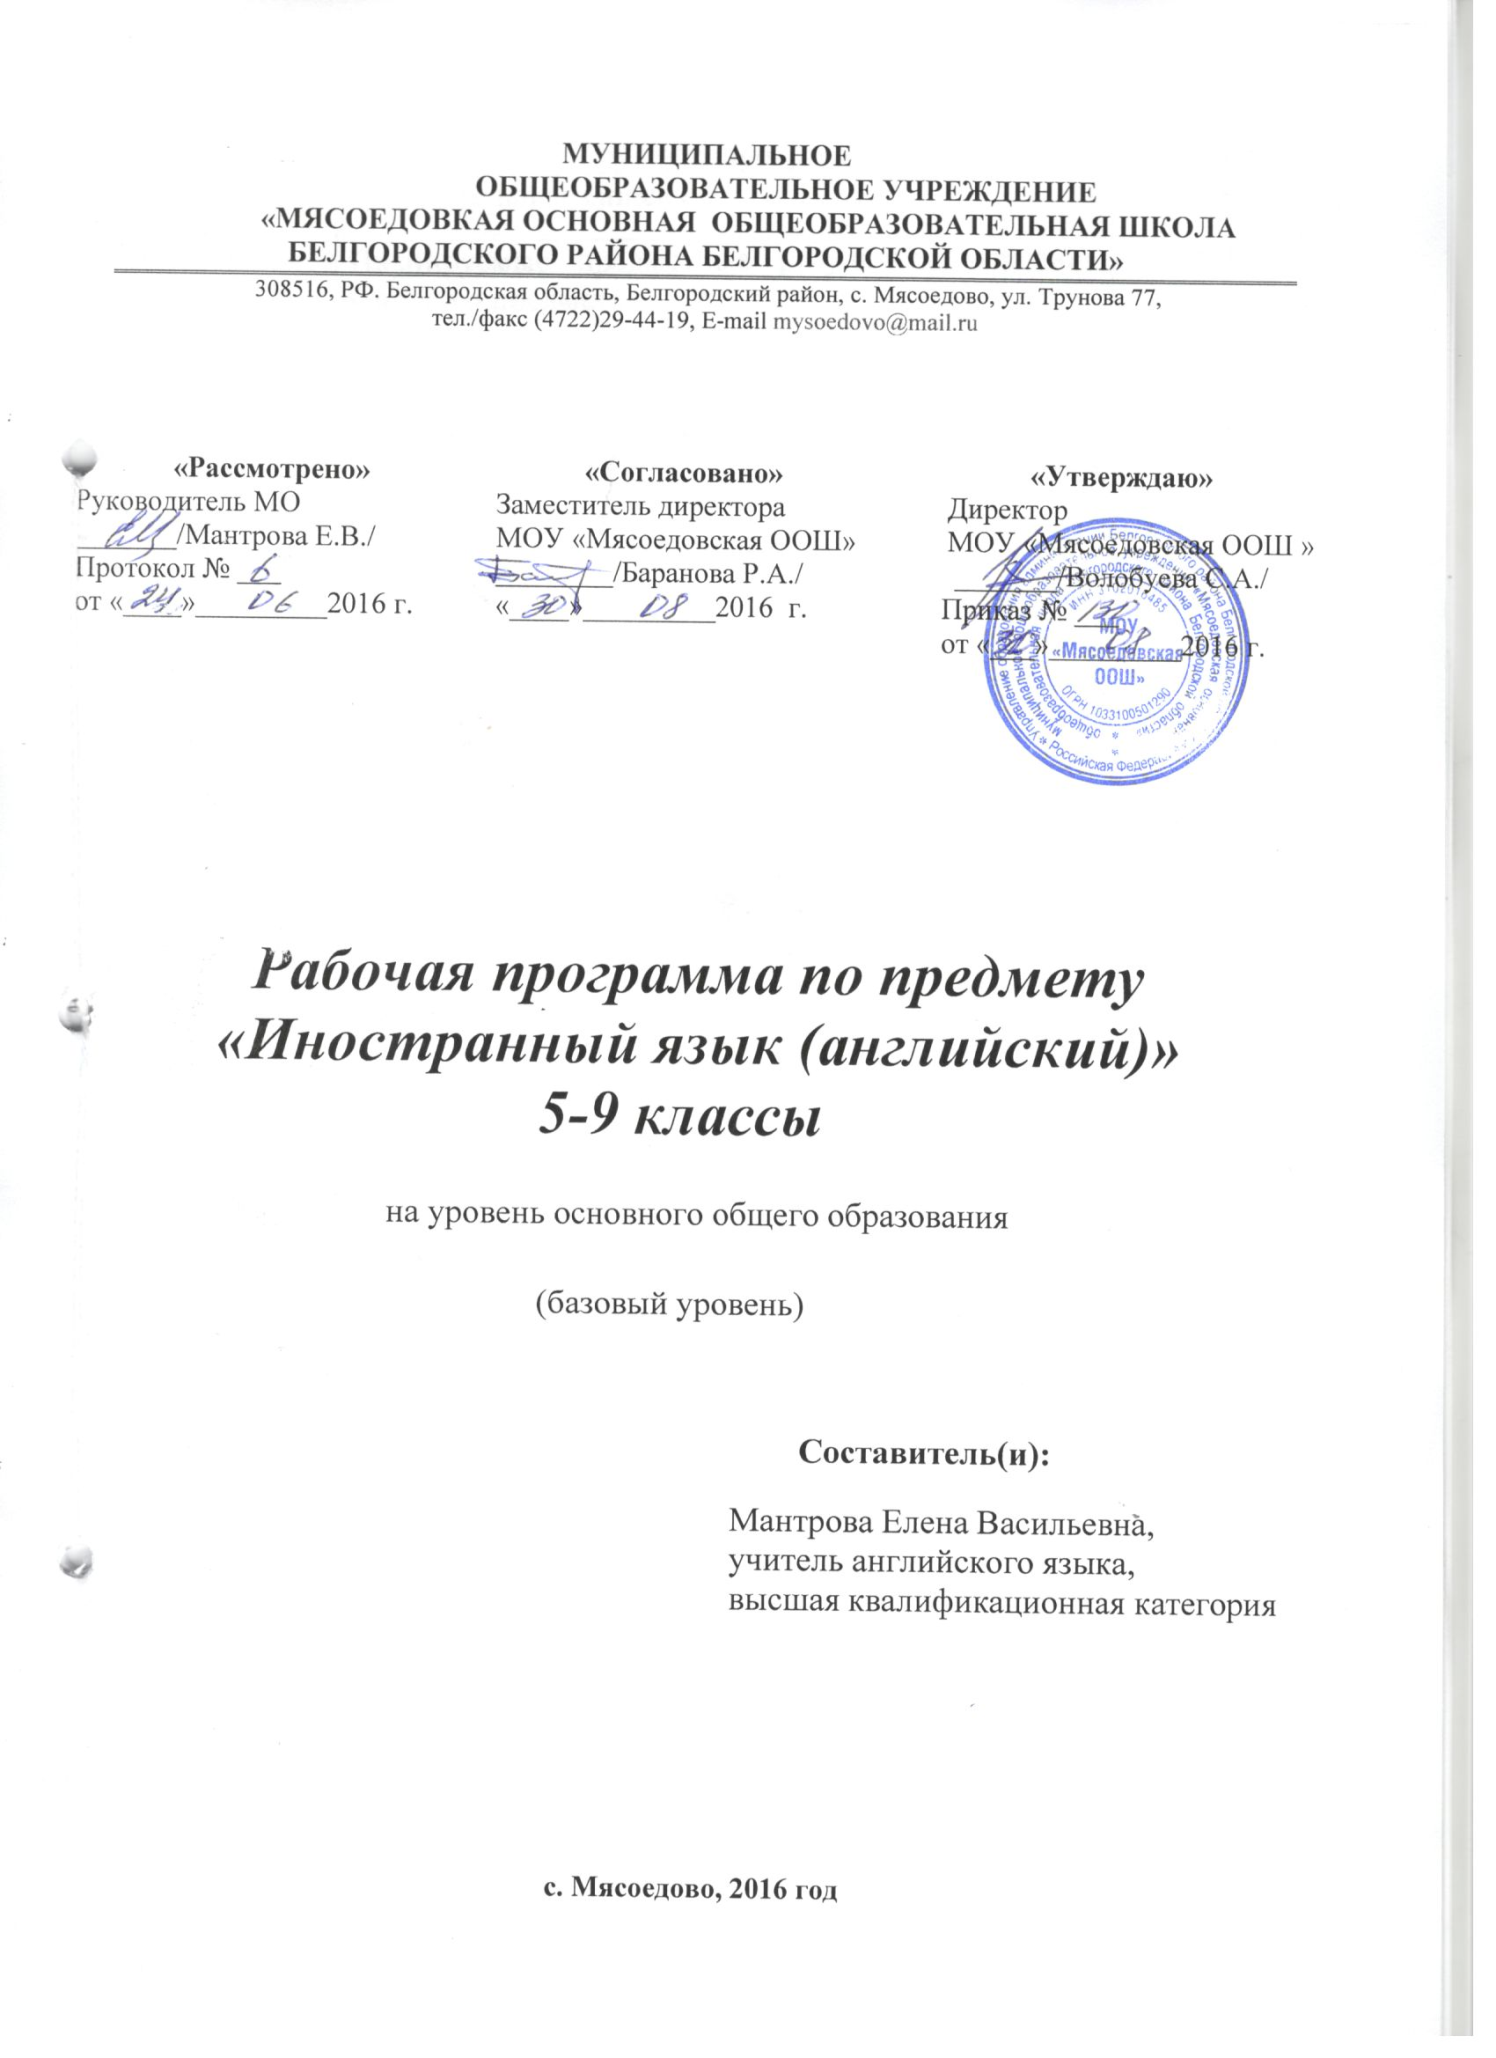 МУНИЦИПАЛЬНОЕ
ОБЩЕОБРАЗОВАТЕЛЬНОЕ УЧРЕЖДЕНИЕ
«МЯСОЕДОВКАЯ ОСНОВНАЯ ОБЩЕОБРАЗОВАТЕЛЬНАЯ ШКОЛА
БЕЛГОРОДСКОГО РАЙОНА БЕЛГОРОДСКОЙ ОБЛАСТИ»
308516, РФ. Белгородская область, Белгородский район, с. Мясоедово, ул. Трунова 77,
тел./факс (4722)29-44-19, E-mail mysoedovo@mail.ru
«Рассмотрено»
Руководитель МО
/Мантрова Е.В./
Протокол № 6
от «24» 06 2016 г.
«Согласовано»
Заместитель директора
МОУ «Мясоедовская ООШ»
/Баранова Р.А./
«30» 08 2016 г.
«Утверждаю»
Директор
МОУ «Мясоедовская ООШ »
/Волобуева С.А./
Приказ №
от « » 08 2016 г.
МОУ
«Мясоедовская
ООШ»
ОГРН 1033100501290
Рабочая программа по предмету
«Иностранный язык (английский)»
5-9 классы
на уровень основного общего образования
(базовый уровень)
Составитель(и):
Мантрова Елена Васильевна,
учитель английского языка,
высшая квалификационная категория
с. Мясоедово, 2016 год